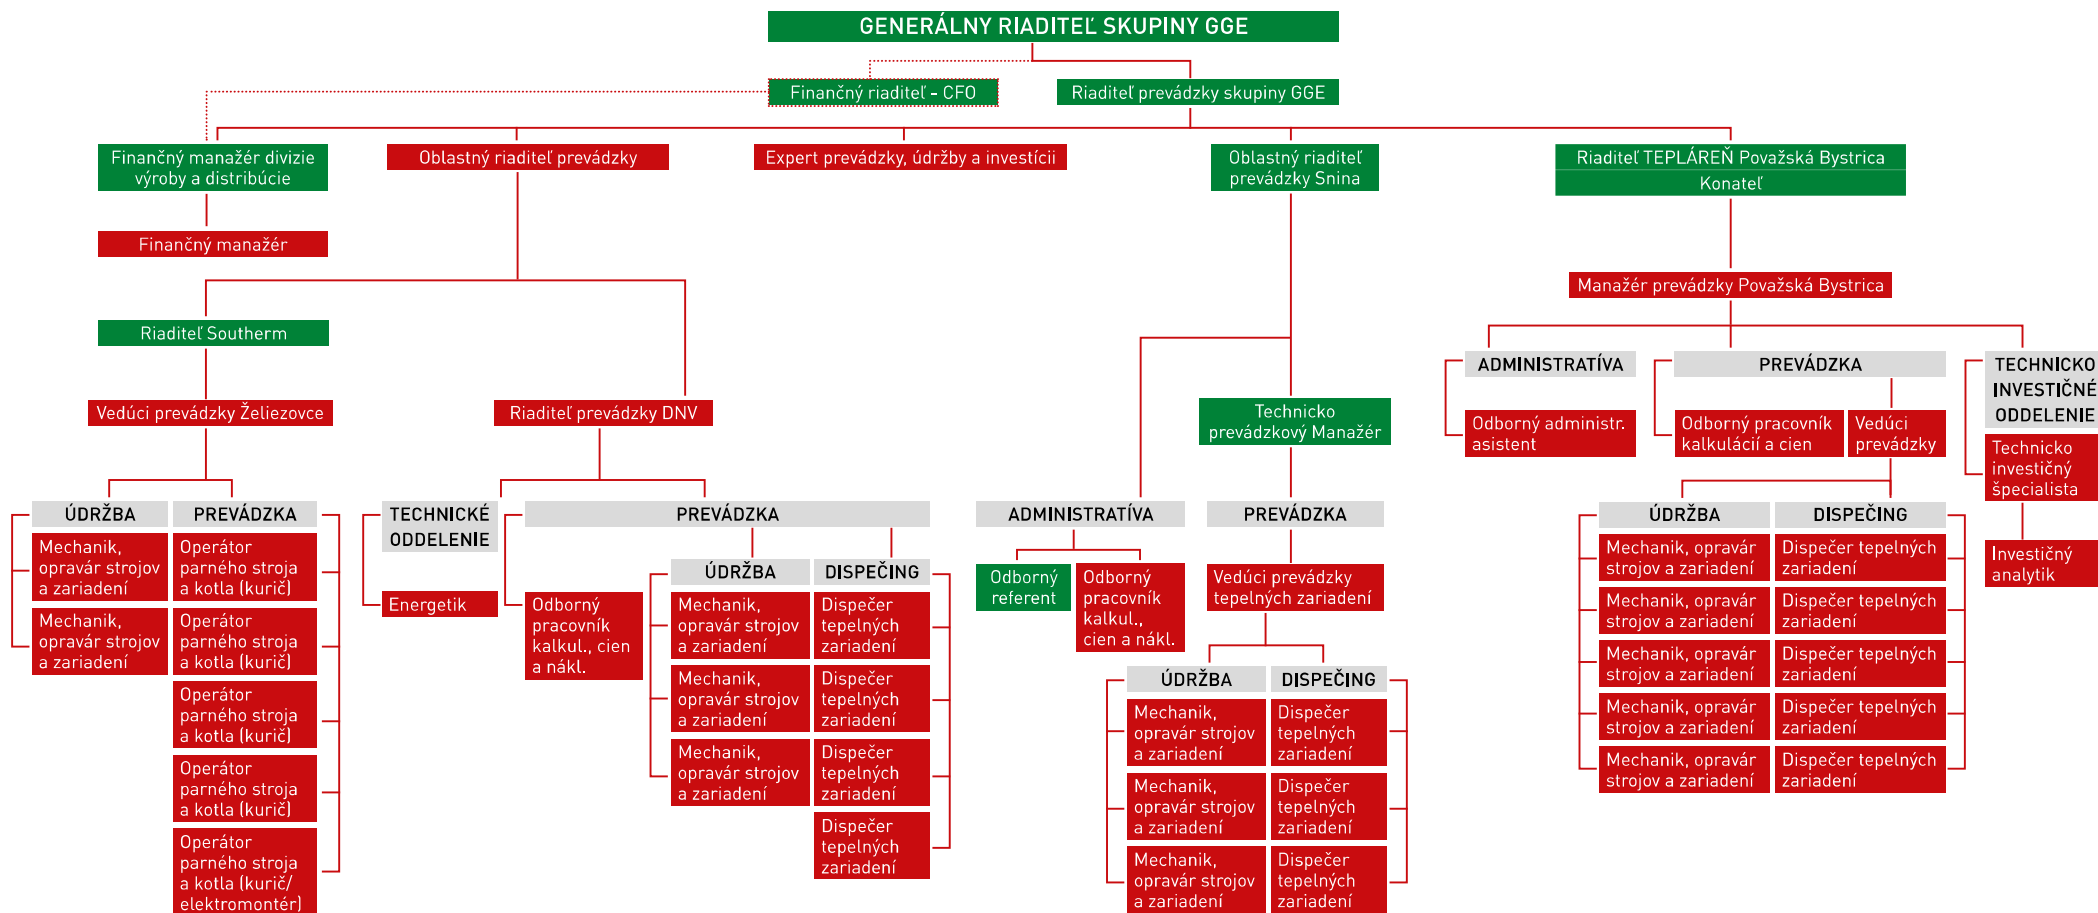 GENERÁLNY RIADITEĽ SKUPINY GGE
Finančný riaditeľ - CFO
Riaditeľ prevádzky skupiny GGE
Finančný manažér divizie
výroby a distribúcie
Oblastný riaditeľ prevádzky
Expert prevádzky, údržby a investícii
Oblastný riaditeľ
prevádzky Snina
Riaditeľ TEPLÁREŇ Považská Bystrica
Konateľ
Finančný manažér
Manažér prevádzky Považská Bystrica
Riaditeľ Southerm
Vedúci prevádzky Želiezovce
Riaditeľ prevádzky DNV
Technicko
prevádzkový Manažér
ADMINISTRATÍVA
Odborný administr.
asistent
PREVÁDZKA
Odborný pracovník
kalkulácií a cien
Vedúci
prevádzky
TECHNICKO
INVESTIČNÉ
ODDELENIE
Technicko
investičný
špecialista
Investičný
analytik
ÚDRŽBA
Mechanik,
opravár strojov
a zariadení
Mechanik,
opravár strojov
a zariadení
PREVÁDZKA
Operátor
parného stroja
a kotla (kurič)
Operátor
parného stroja
a kotla (kurič)
Operátor
parného stroja
a kotla (kurič)
Operátor
parného stroja
a kotla (kurič)
Operátor
parného stroja
a kotla (kurič/
elektromontér)
TECHNICKÉ
ODDELENIE
Energetik
PREVÁDZKA
Odborný
pracovník
kalkul., cien
a nákl.
ÚDRŽBA
Mechanik,
opravár strojov
a zariadení
Mechanik,
opravár strojov
a zariadení
Mechanik,
opravár strojov
a zariadení
DISPEČING
Dispečer
tepelných
zariadení
Dispečer
tepelných
zariadení
Dispečer
tepelných
zariadení
Dispečer
tepelných
zariadení
ADMINISTRATÍVA
Odborný
referent
Odborný
pracovník
kalkul.,
cien a nákl.
PREVÁDZKA
Vedúci prevádzky
tepelných zariadení
ÚDRŽBA
Mechanik,
opravár strojov
a zariadení
Mechanik,
opravár strojov
a zariadení
Mechanik,
opravár strojov
a zariadení
DISPEČING
Dispečer
tepelných
zariadení
Dispečer
tepelných
zariadení
Dispečer
tepelných
zariadení
ÚDRŽBA
Mechanik, opravár
strojov a zariadení
Mechanik, opravár
strojov a zariadení
Mechanik, opravár
strojov a zariadení
Mechanik, opravár
strojov a zariadení
Mechanik, opravár
strojov a zariadení
DISPEČING
Dispečer tepelných
zariadení
Dispečer tepelných
zariadení
Dispečer tepelných
zariadení
Dispečer tepelných
zariadení
Dispečer tepelných
zariadení